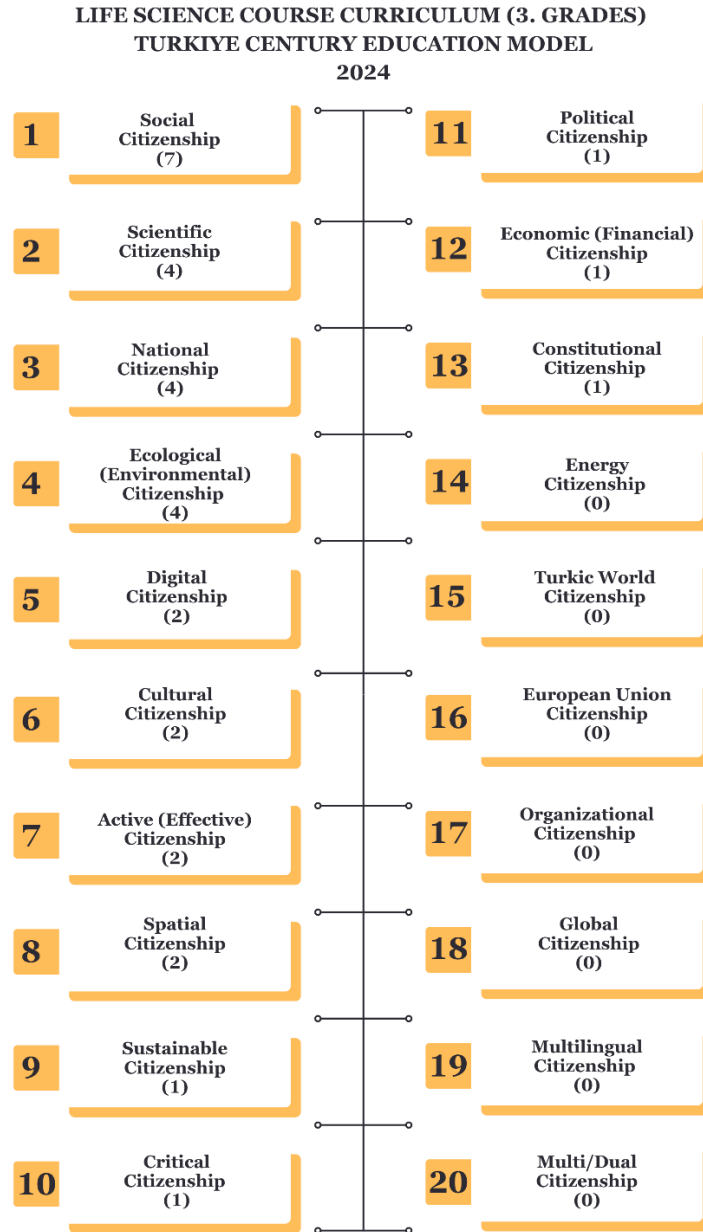 LIFE SCIENCE COURSE CURRICULUM (3. GRADES)
TURKIYE CENTURY EDUCATION MODEL
2024
1
Social
Citizenship
(7)
2
Scientific
Citizenship
(4)
3
National
Citizenship
(4)
4
Ecological
(Environmental)
Citizenship
(4)
5
Digital
Citizenship
(2)
6
Cultural
Citizenship
(2)
7
Active (Effective)
Citizenship
(2)
8
Spatial
Citizenship
(2)
9
Sustainable
Citizenship
(1)
10
Critical
Citizenship
(1)
11
Political
Citizenship
(1)
12
Economic (Financial)
Citizenship
(1)
13
Constitutional
Citizenship
(1)
14
Energy
Citizenship
(0)
15
Turkic World
Citizenship
(0)
16
European Union
Citizenship
(0)
17
Organizational
Citizenship
(0)
18
Global
Citizenship
(0)
19
Multilingual
Citizenship
(0)
20
Multi/Dual
Citizenship
(0)